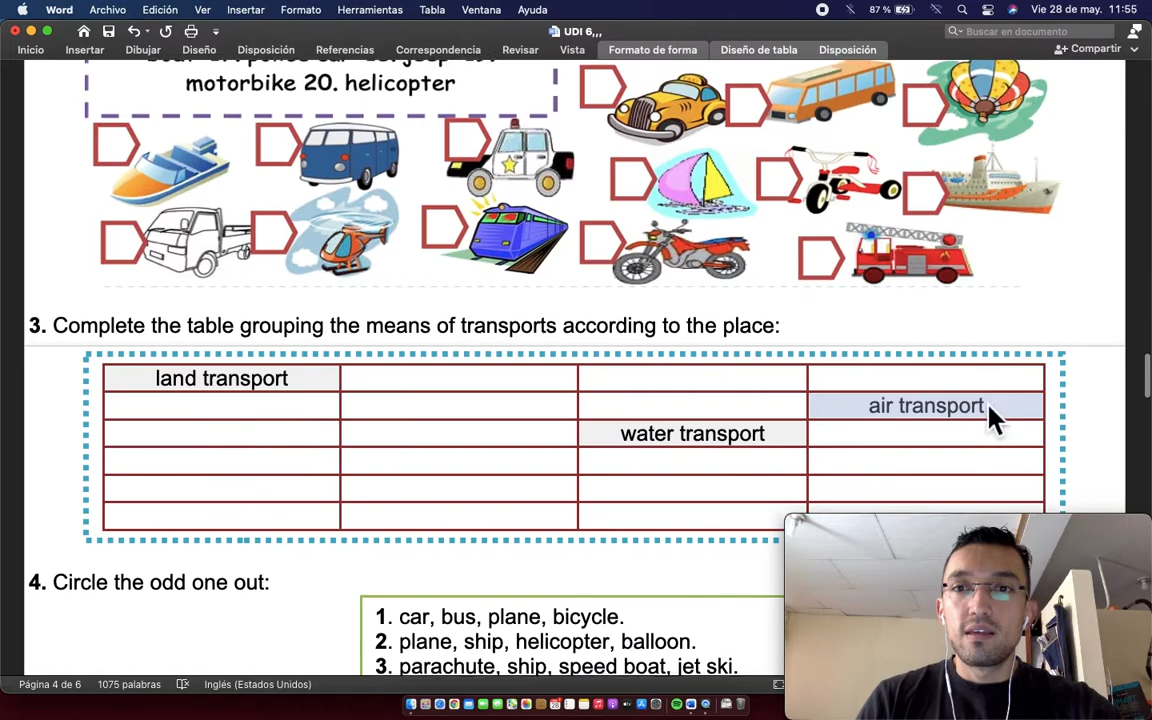 Word Archivo Edición Ver Insertar Formato Herramientas Tabla Ventana Ayuda 87 % Vie 28 de may. 11:55
UDI 6,,, Buscar en documento
Inicio Insertar Dibujar Diseño Disposición Referencias Correspondencia Revisar Vista Formato de forma Diseño de tabla Disposición Compartir
motorbike 20. helicopter
3. Complete the table grouping the means of transports according to the place:
land transport
air transport
water transport
4. Circle the odd one out:
1. car, bus, plane, bicycle.
2. plane, ship, helicopter, balloon.
3. parachute, ship, speed boat, jet ski.
Página 4 de 6 1075 palabras Inglés (Estados Unidos)